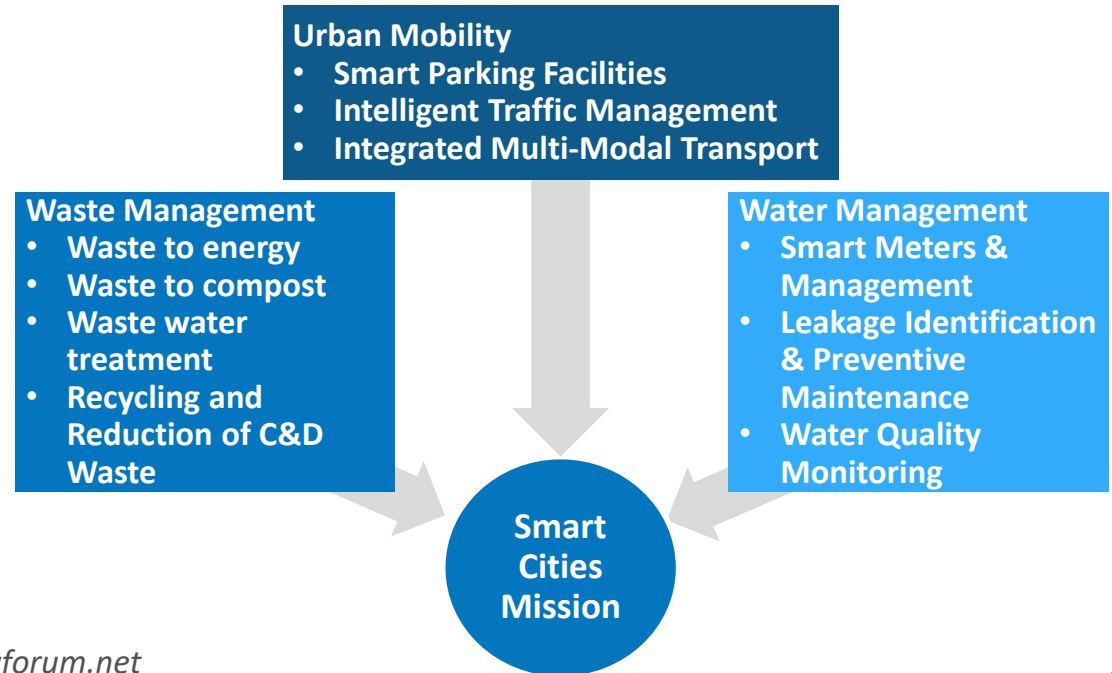 Urban Mobility
• Smart Parking Facilities
• Intelligent Traffic Management
• Integrated Multi-Modal Transport
Waste Management
• Waste to energy
• Waste to compost
• Waste water
treatment
• Recycling and
Reduction of C&D
Waste
Water Management
• Smart Meters &
Management
• Leakage Identification
& Preventive
Maintenance
• Water Quality
Monitoring
Smart
Cities
Mission
forum.net